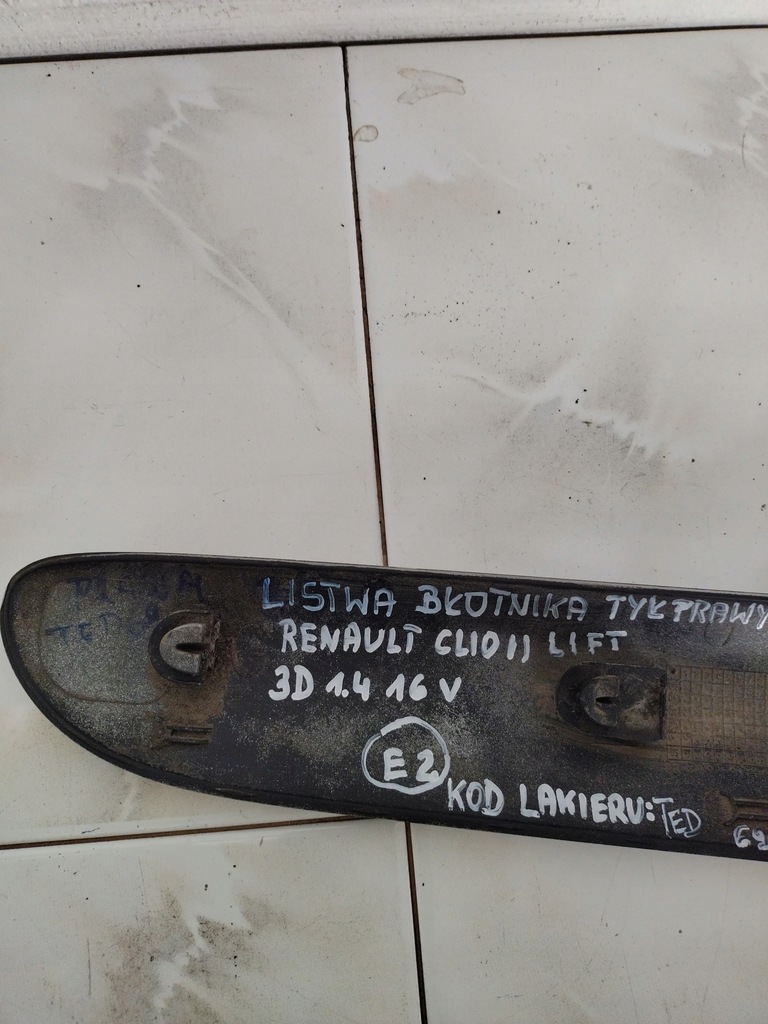 LISTWA BŁOTNIKA TYŁ PRAWY
RENAULT CLIO II LIFT
3D 1.4 16 V
E2
KOD LAKIERU: TED